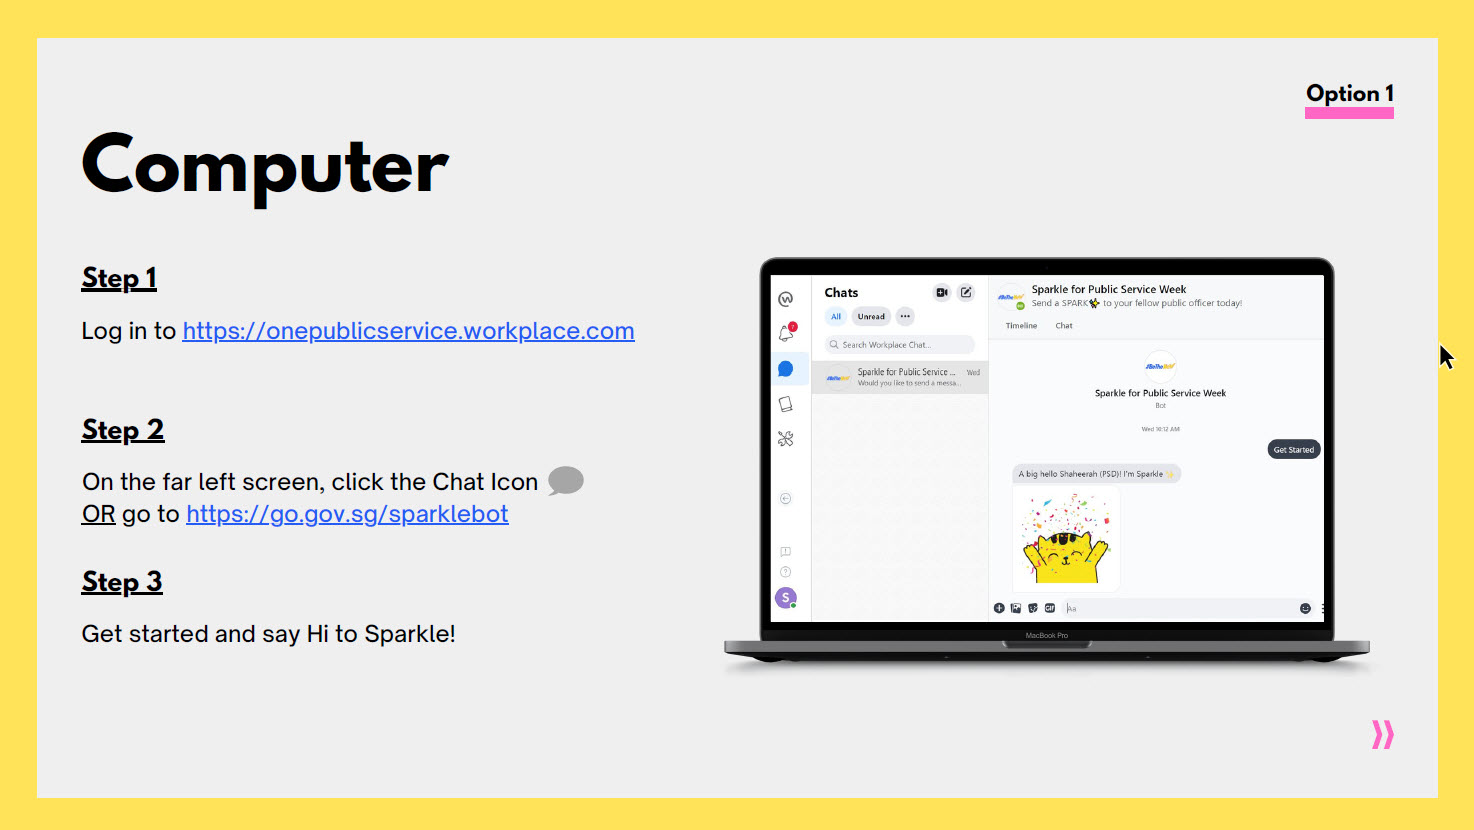 Option 1
Computer
Step 1
Log in to https://onepublicservice.workplace.com
Step 2
On the far left screen, click the Chat Icon
OR go to https://go.gov.sg/sparklebot
Step 3
Get started and say Hi to Sparkle!
Chats
All Unread
Search Workplace Chat...
Sparkle for Public Service ... Wed
Would you like to send a messa...
7
S
Sparkle for Public Service Week
Send a SPARK✨ to your fellow public officer today!
Timeline Chat
Sparkle for Public Service Week
Bot
Wed 10:12 AM
Get Started
A big hello Shaheerah (PSD)! I'm Sparkle ✨
GIF
Aa
MacBook Pro